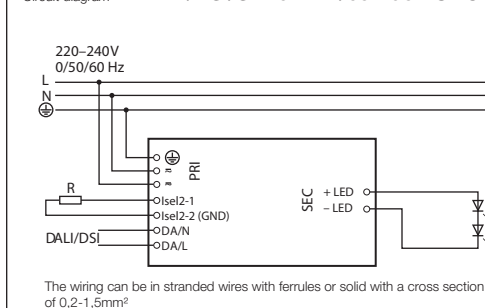 Circuit diagram
220–240V
0/50/60 Hz
L
N
PRI
R
Isel2-1
Isel2-2 (GND)
DA/N
DALI/DSI
DA/L
SEC
+ LED
– LED
The wiring can be in stranded wires with ferrules or solid with a cross section
of 0,2-1,5mm²